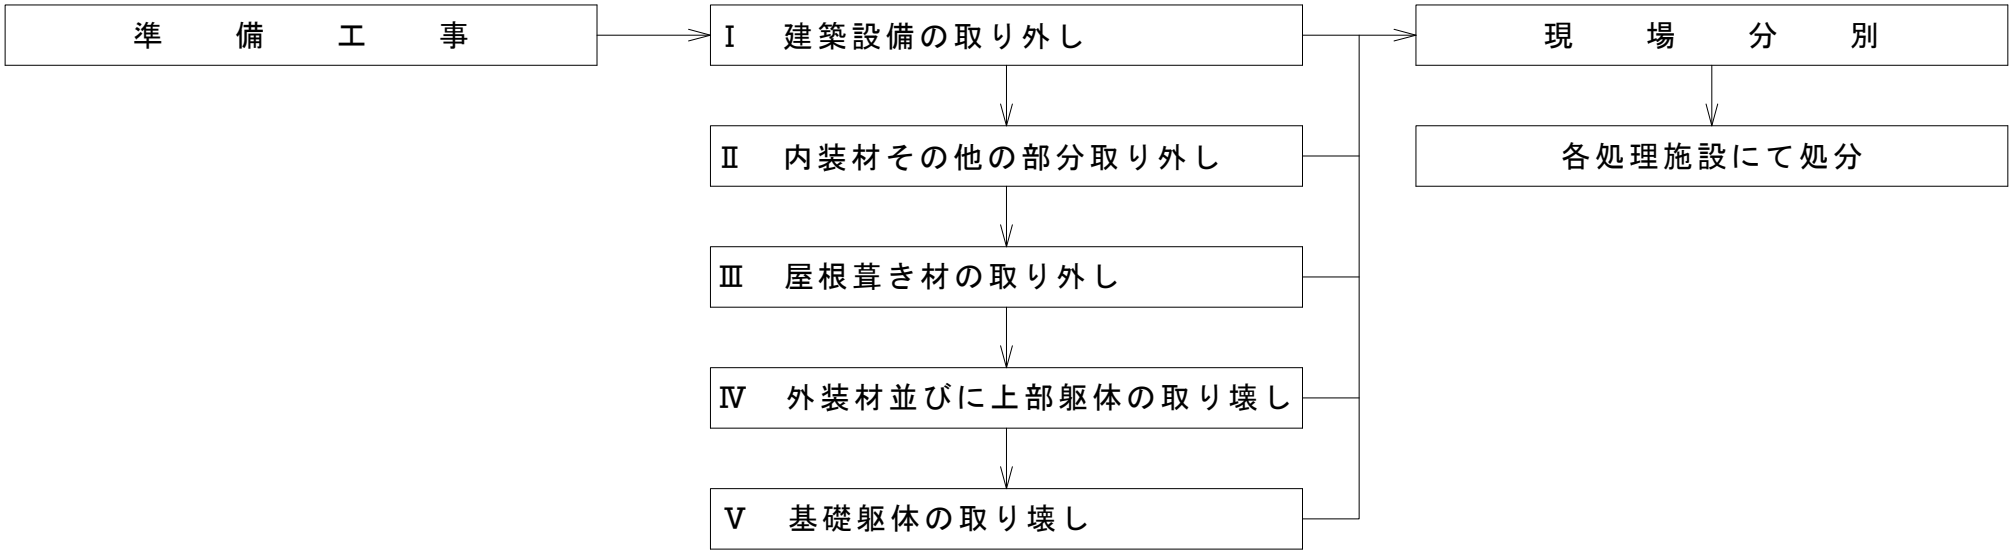 準備工事
Ⅰ 建築設備の取り外し
現場分別
Ⅱ 内装材その他の部分取り外し
各処理施設にて処分
Ⅲ 屋根葺き材の取り外し
Ⅳ 外装材並びに上部躯体の取り壊し
Ⅴ 基礎躯体の取り壊し